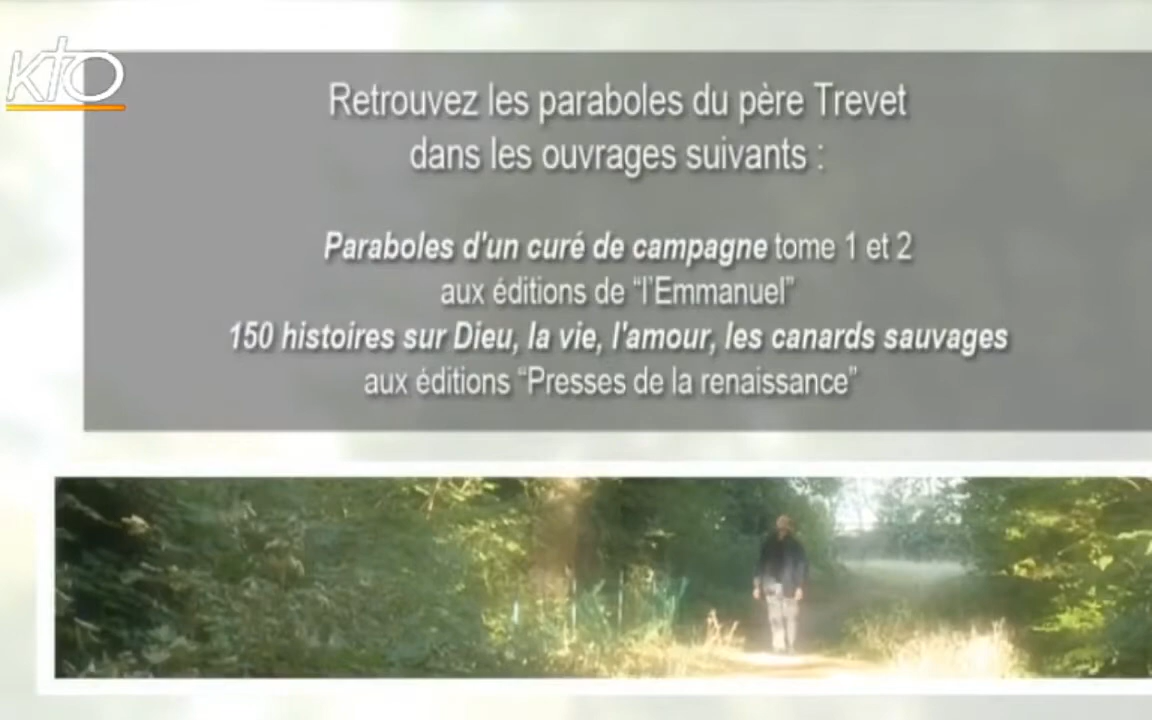 KTO
Retrouvez les paraboles du père Trevet
dans les ouvrages suivants :
Paraboles d'un curé de campagne tome 1 et 2
aux éditions de “l'Emmanuel”
150 histoires sur Dieu, la vie, l'amour, les canards sauvages
aux éditions “Presses de la renaissance”